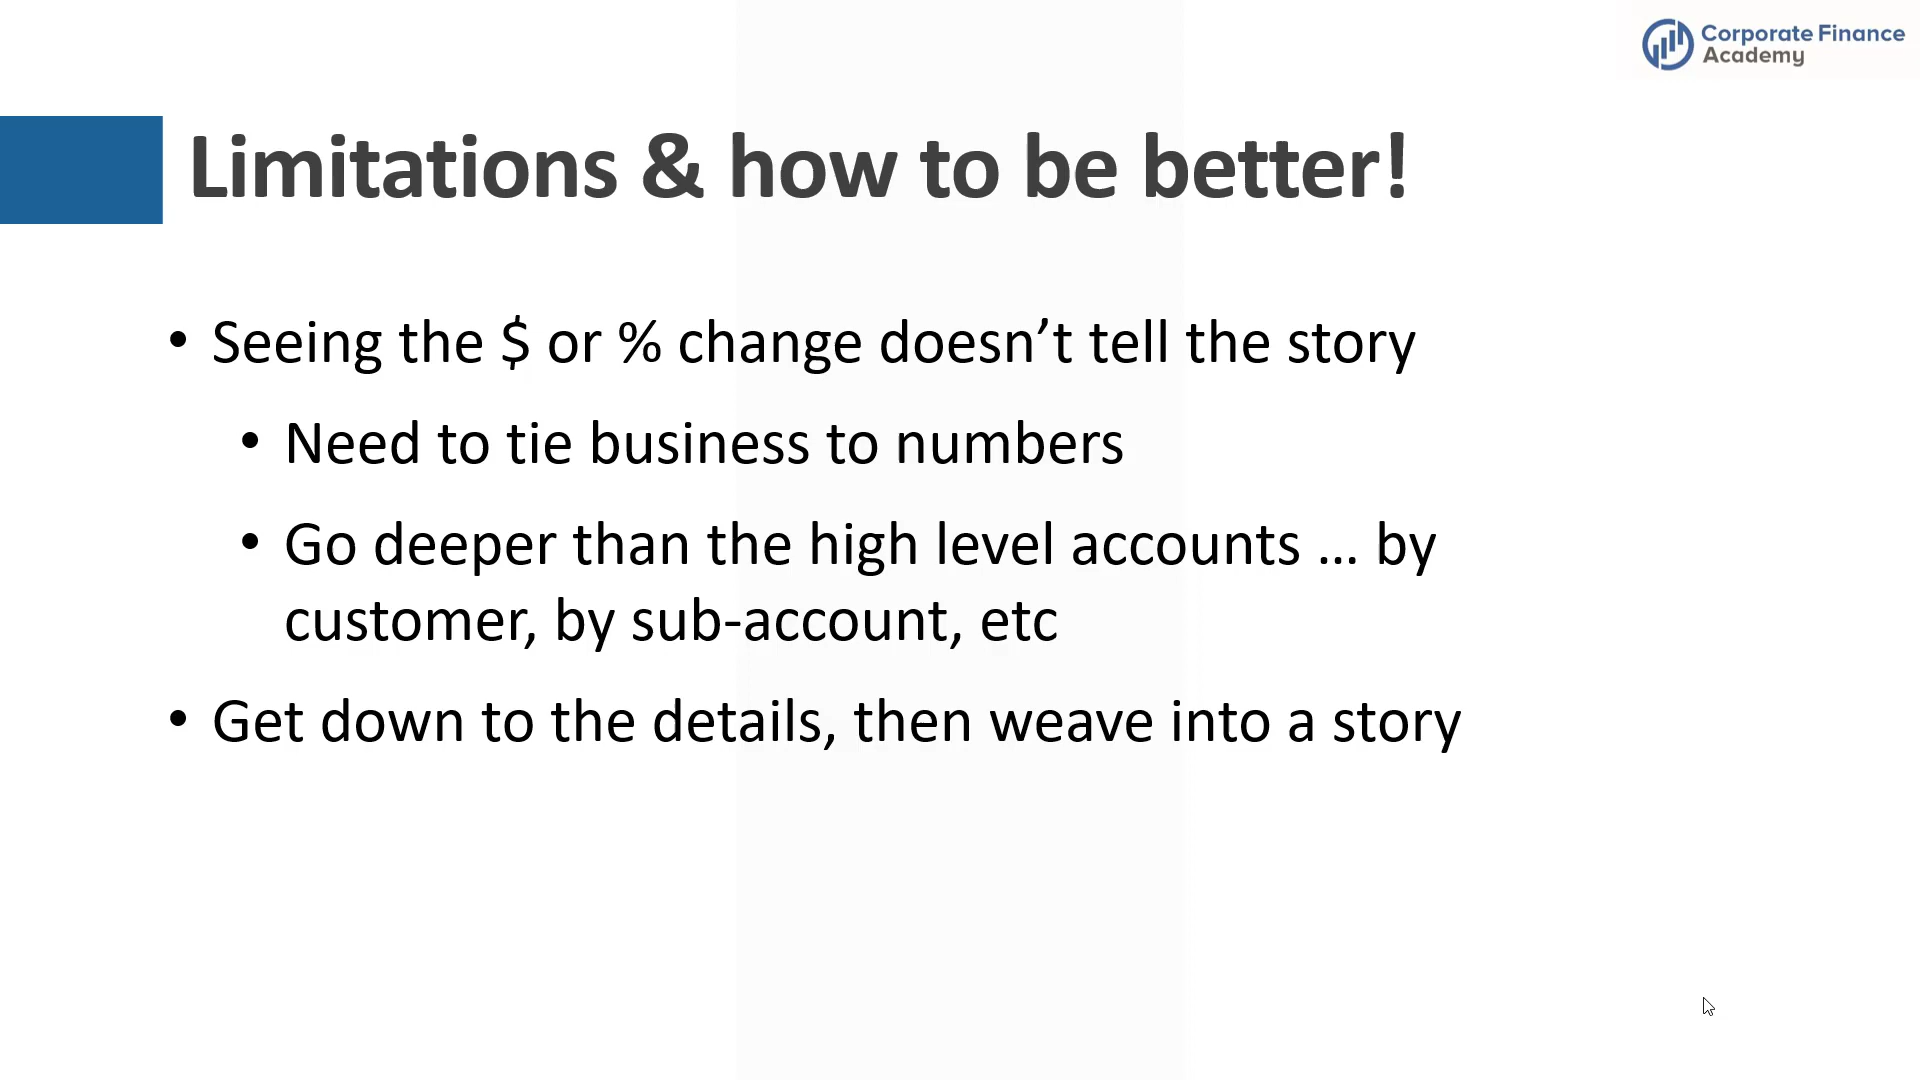 Corporate Finance
Academy
Limitations & how to be better!
• Seeing the $ or % change doesn’t tell the story
• Need to tie business to numbers
• Go deeper than the high level accounts … by
customer, by sub-account, etc
• Get down to the details, then weave into a story